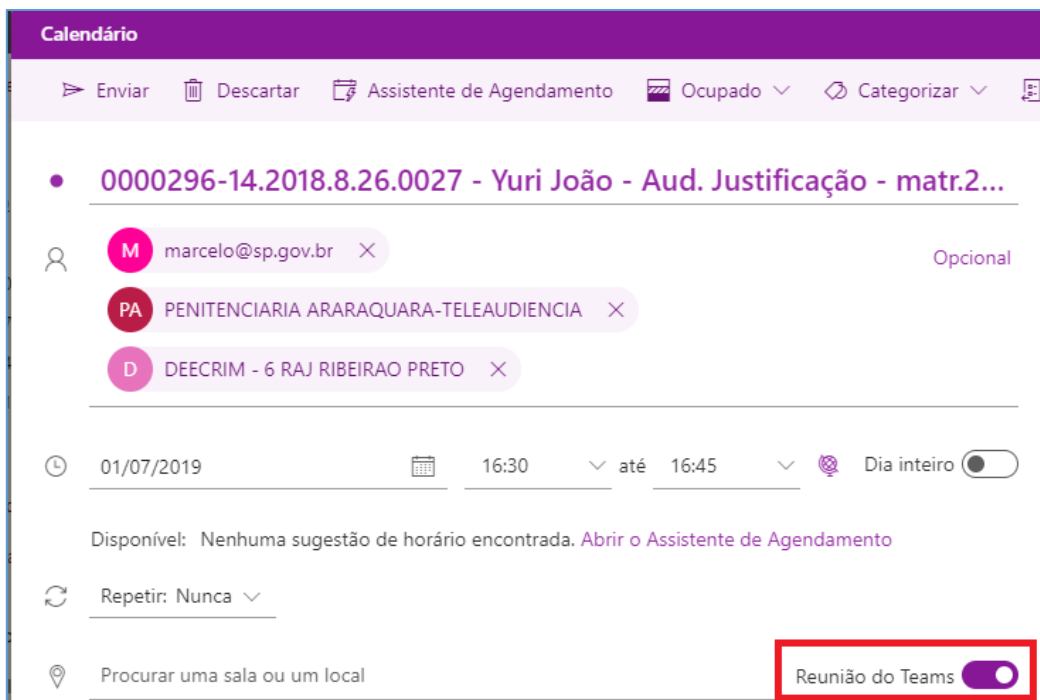 Calendário
Enviar Descartar Assistente de Agendamento Ocupado Categorizar
0000296-14.2018.8.26.0027 - Yuri João - Aud. Justificação - matr.2...
M marcelo@sp.gov.br Opcional
PA PENITENCIARIA ARARAQUARA-TELEAUDIENCIA
D DEECRIM - 6 RAJ RIBEIRAO PRETO
01/07/2019 16:30 até 16:45 Dia inteiro
Disponível: Nenhuma sugestão de horário encontrada. Abrir o Assistente de Agendamento
Repetir: Nunca
Procurar uma sala ou um local Reunião do Teams